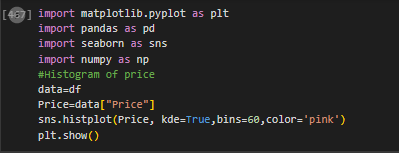 [467] import matplotlib.pyplot as plt
import pandas as pd
import seaborn as sns
import numpy as np
#Histogram of price
data=df
Price=data["Price"]
sns.histplot(Price, kde=True,bins=60,color='pink')
plt.show()